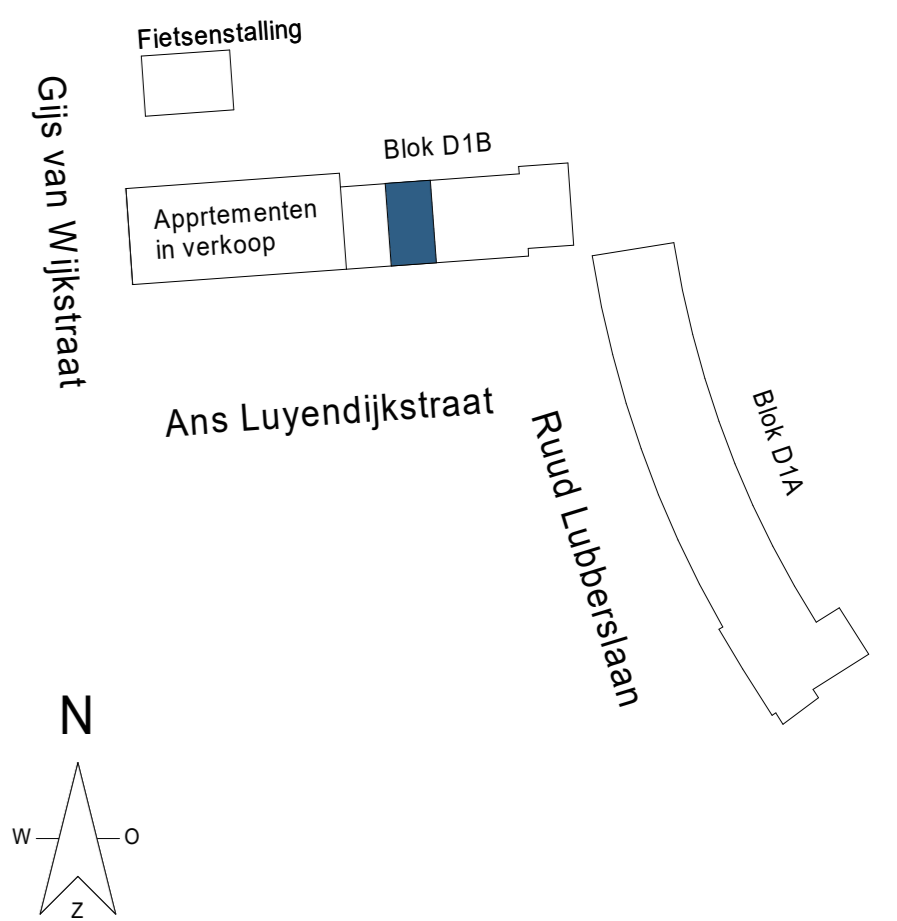 Fietsenstalling
Gijs van Wijkstraat
Blok D1B
Apprtementen
in verkoop
Ans Luyendijkstraat
Ruud Lubberslaan
Blok D1A
N
W
O
Z